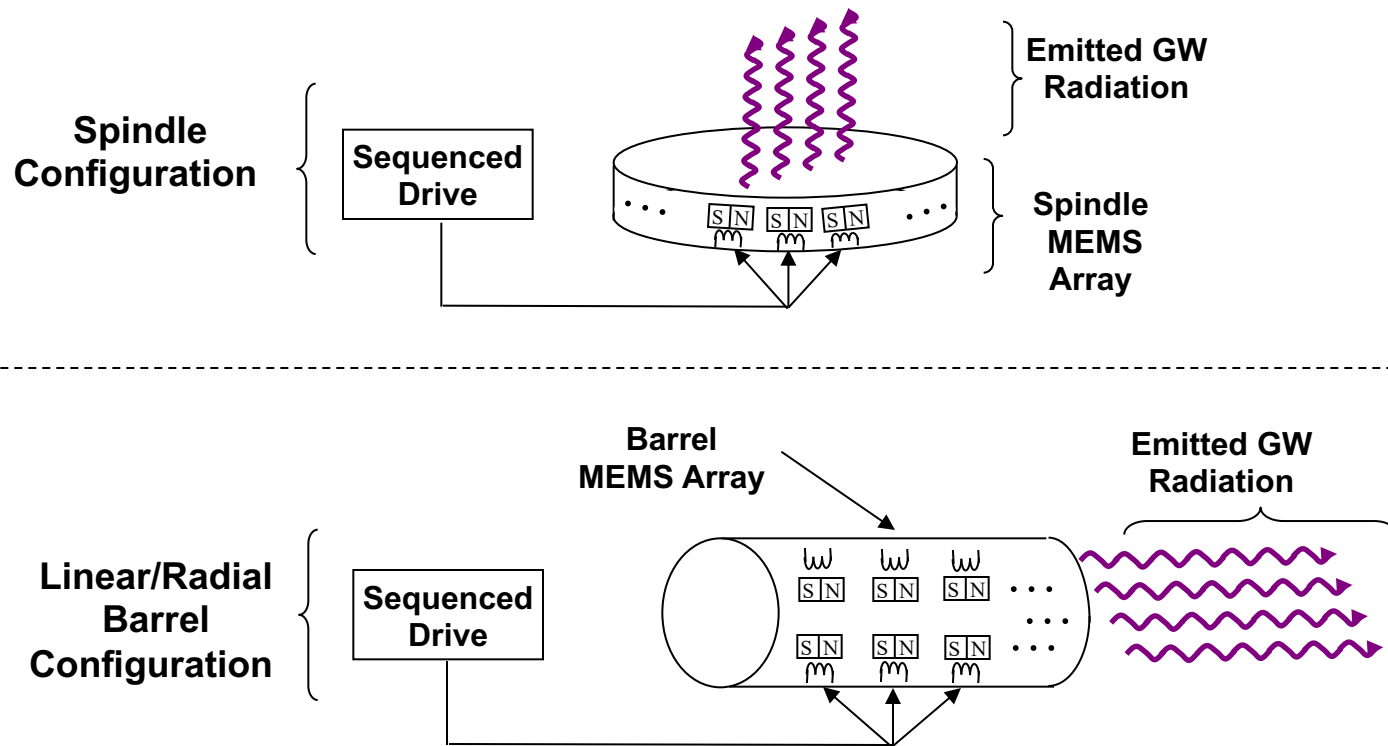 Emitted GW
Radiation
Spindle
Configuration
Sequenced
Drive
S N S N S N
Spindle
MEMS
Array
Barrel
MEMS Array
Emitted GW
Radiation
Linear/Radial
Barrel
Configuration
Sequenced
Drive
S N S N S N
S N S N S N